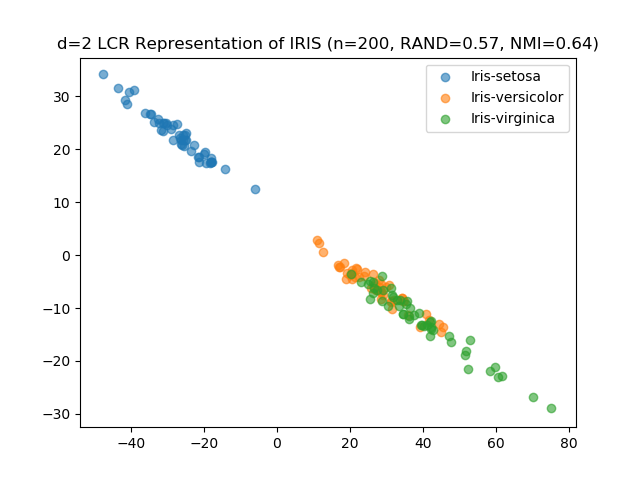 d=2 LCR Representation of IRIS (n=200, RAND=0.57, NMI=0.64)
Iris-setosa
Iris-versicolor
Iris-virginica
30
20
10
0
−10
−20
−30
−40 −20 0 20 40 60 80